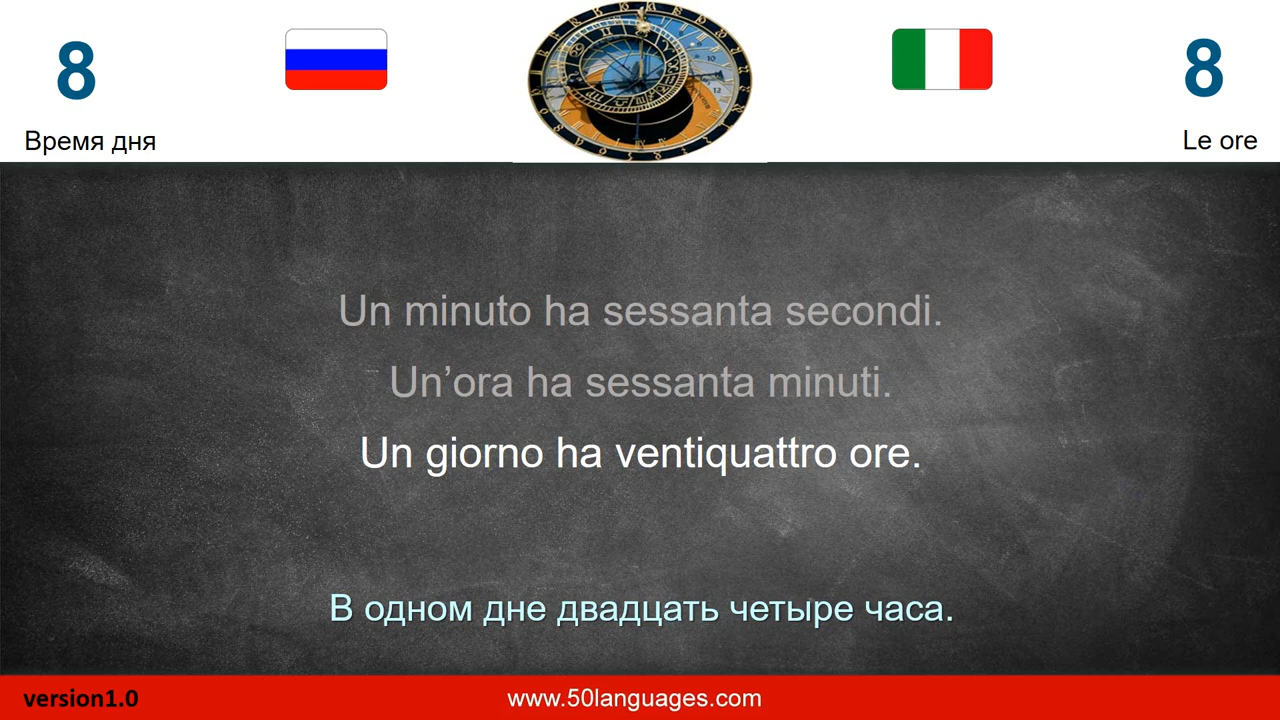 8
8
Время дня
Le ore
Un minuto ha sessanta secondi.
Un’ora ha sessanta minuti.
Un giorno ha ventiquattro ore.
В одном дне двадцать четыре часа.
version1.0
www.50languages.com